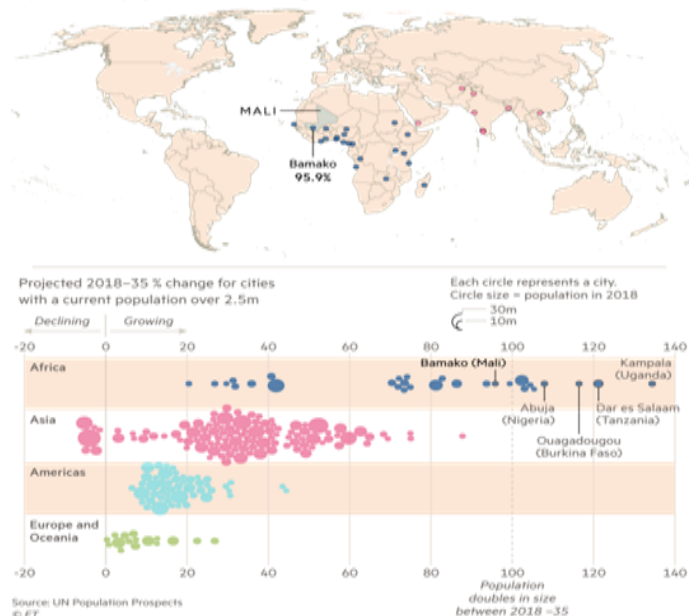 MALI
Bamako
95.9%
Projected 2018–35 % change for cities
with a current population over 2.5m
Each circle represents a city.
Circle size = population in 2018
30m
10m
Declining
Growing
-20 0 20 40 60 80 100 120 140
Africa
Bamako (Mali)
Kampala
(Uganda)
Abuja
(Nigeria)
Dar es Salaam
(Tanzania)
Ouagadougou
(Burkina Faso)
Asia
Americas
Europe and
Oceania
-20 0 20 40 60 80 100 120 140
Population
doubles in size
between 2018 –35
Source: UN Population Prospects
© FT